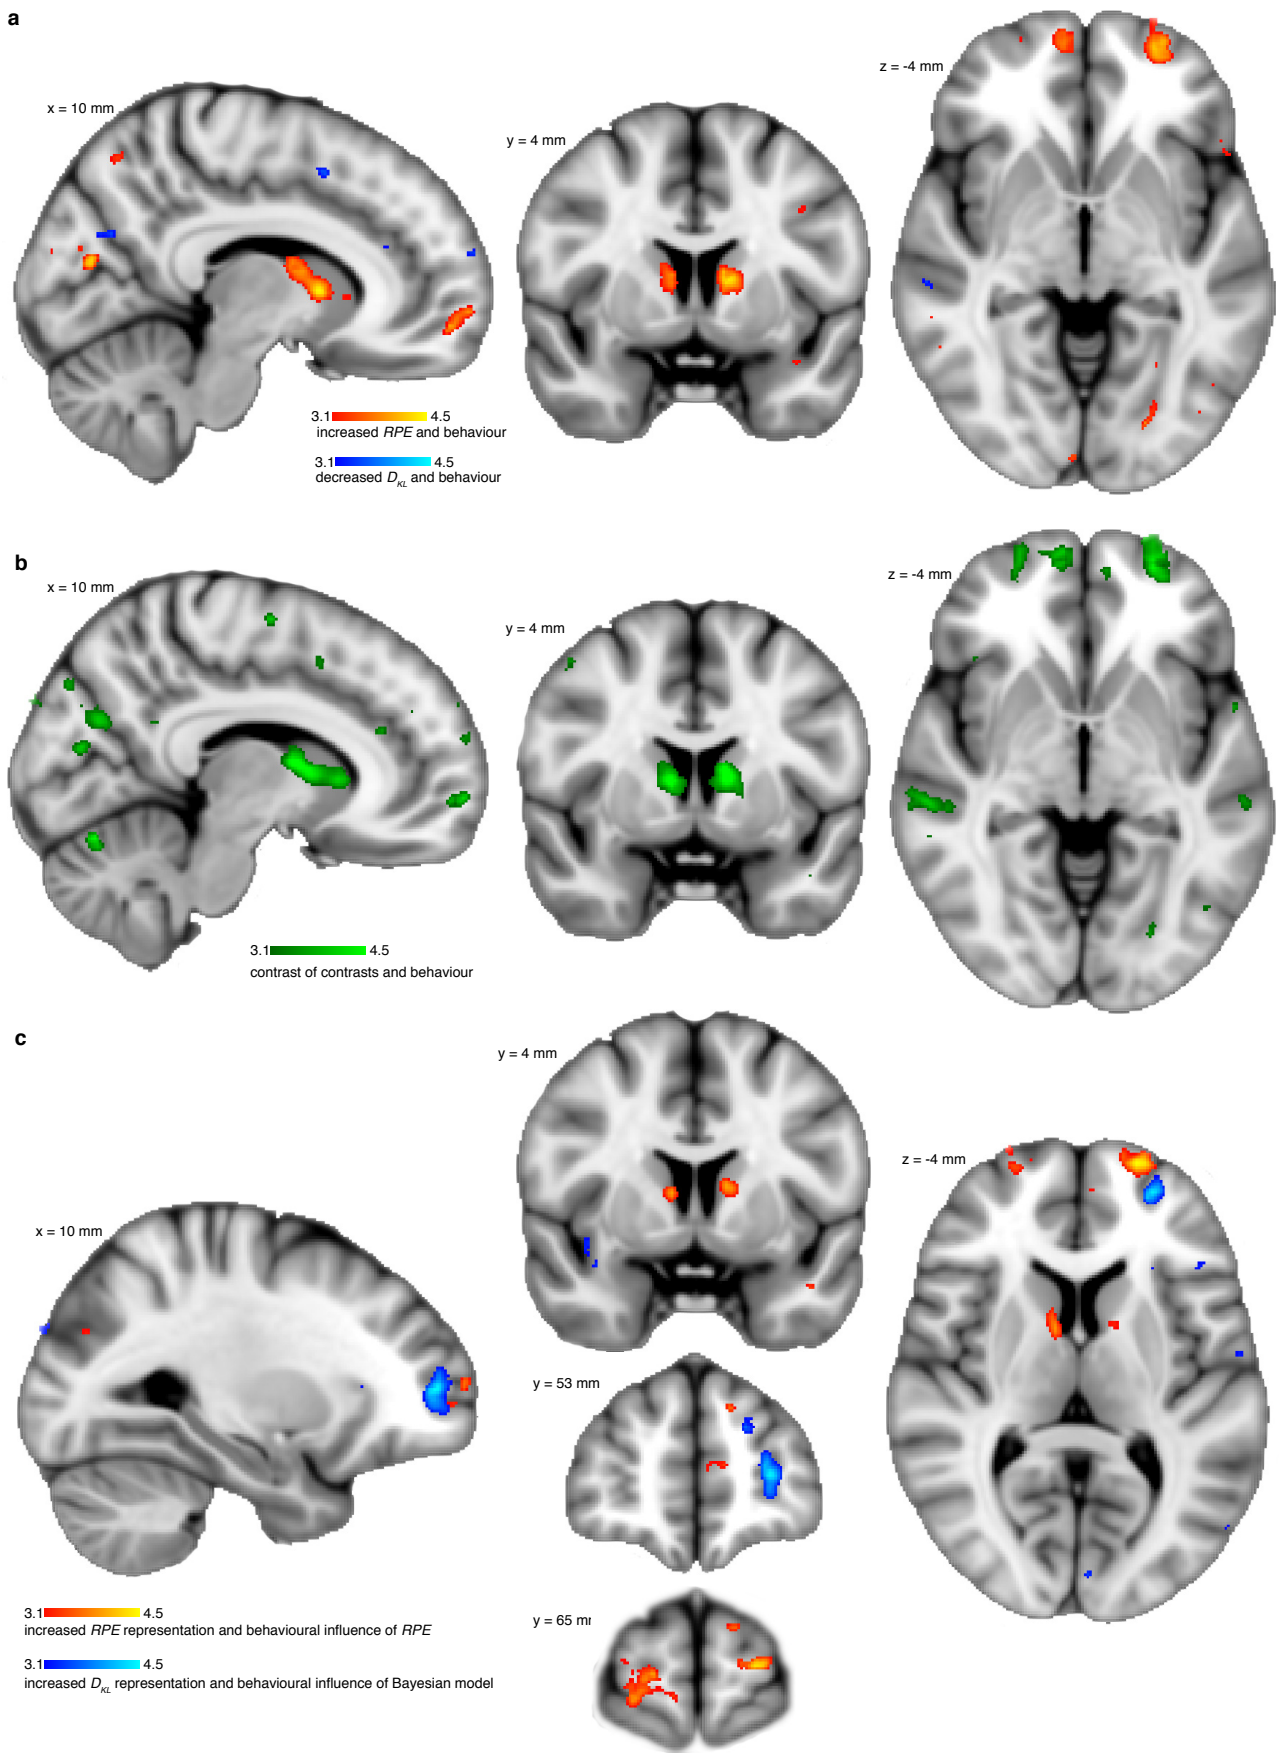 a
x = 10 mm
y = 4 mm
z = -4 mm
3.1 4.5
increased RPE and behaviour
3.1 4.5
decreased D_KL and behaviour
b
x = 10 mm
y = 4 mm
z = -4 mm
3.1 4.5
contrast of contrasts and behaviour
c
y = 4 mm
z = -4 mm
x = 10 mm
y = 53 mm
3.1 4.5
increased RPE representation and behavioural influence of RPE
y = 65 mm
3.1 4.5
increased D_KL representation and behavioural influence of Bayesian model